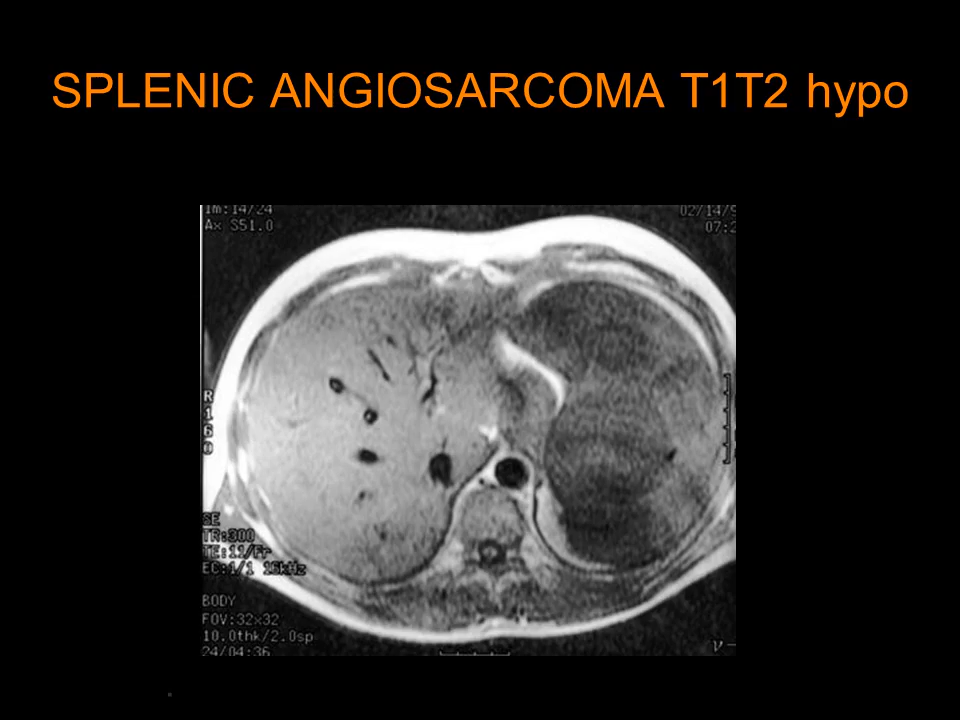 SPLENIC ANGIOSARCOMA T1T2 hypo
Im:14/24
Ax S51.0
02/14/9
07:2
R
1
6
0
SE
TR:300
TE:11/Fr
EC:1/1 16kHz
BODY
FOV:32x32
10.0thk/2.0sp
24/04:36